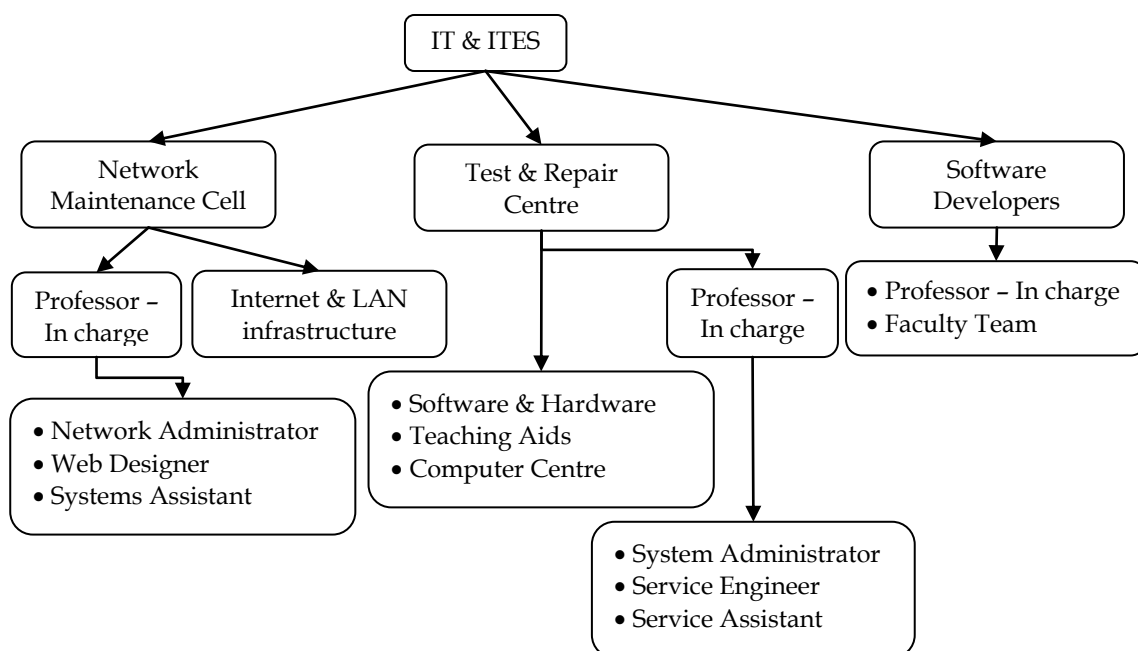 IT & ITES
Network
Maintenance Cell
Test & Repair
Centre
Software
Developers
Professor –
In charge
Internet & LAN
infrastructure
Professor –
In charge
• Professor – In charge
• Faculty Team
• Network Administrator
• Web Designer
• Systems Assistant
• Software & Hardware
• Teaching Aids
• Computer Centre
• System Administrator
• Service Engineer
• Service Assistant